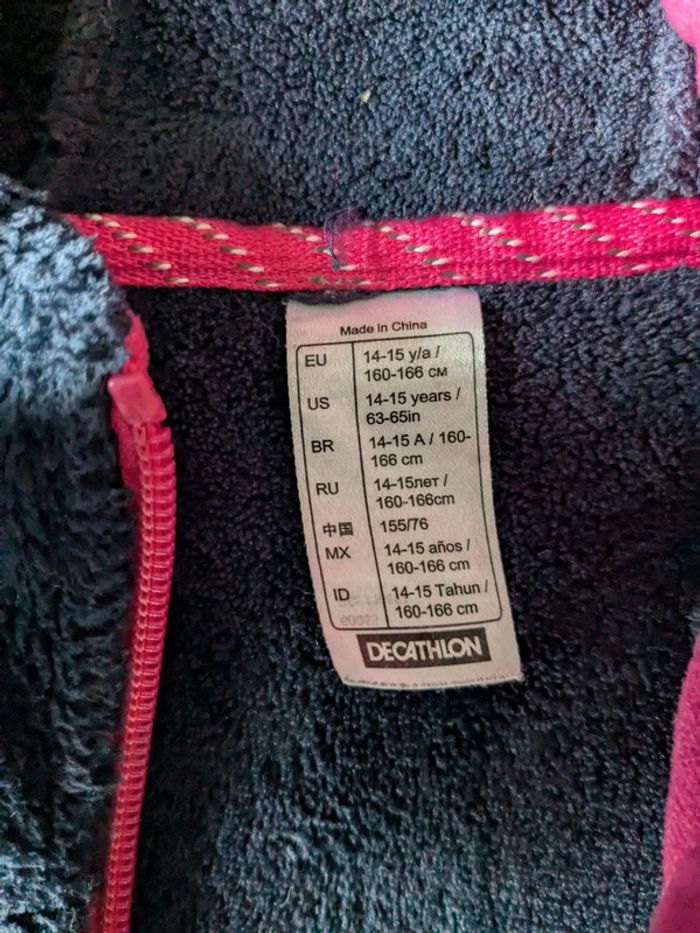 Made in China
EU 14-15 y/a /
160-166 CM
US 14-15 years /
63-65in
BR 14-15 A / 160-
166 cm
RU 14-15лет /
160-166cm
中国 155/76
MX 14-15 años /
160-166 cm
ID 14-15 Tahun /
160-166 cm
DECATHLON